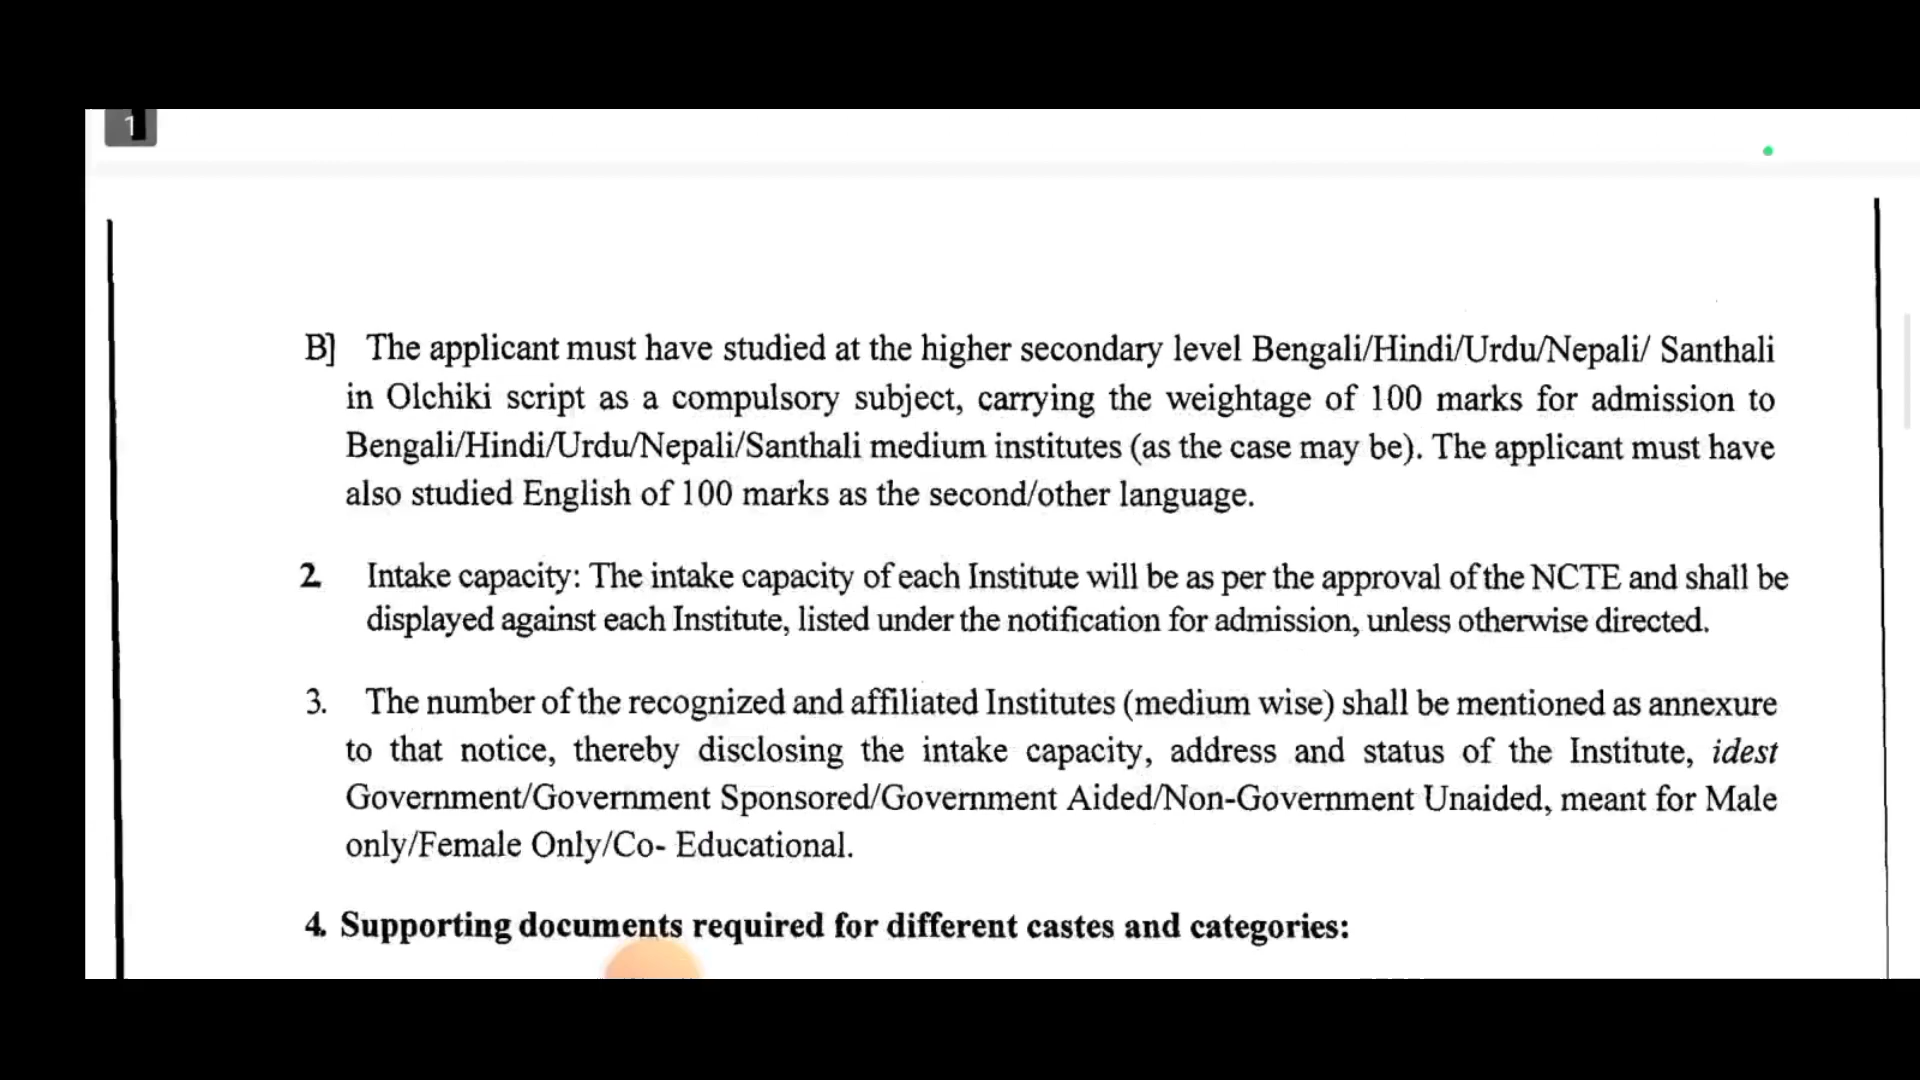 1
B] The applicant must have studied at the higher secondary level Bengali/Hindi/Urdu/Nepali/ Santhali
in Olchiki script as a compulsory subject, carrying the weightage of 100 marks for admission to
Bengali/Hindi/Urdu/Nepali/Santhali medium institutes (as the case may be). The applicant must have
also studied English of 100 marks as the second/other language.
2 Intake capacity: The intake capacity of each Institute will be as per the approval of the NCTE and shall be
displayed against each Institute, listed under the notification for admission, unless otherwise directed.
3. The number of the recognized and affiliated Institutes (medium wise) shall be mentioned as annexure
to that notice, thereby disclosing the intake capacity, address and status of the Institute, idest
Government/Government Sponsored/Government Aided/Non-Government Unaided, meant for Male
only/Female Only/Co- Educational.
4. Supporting documents required for different castes and categories: